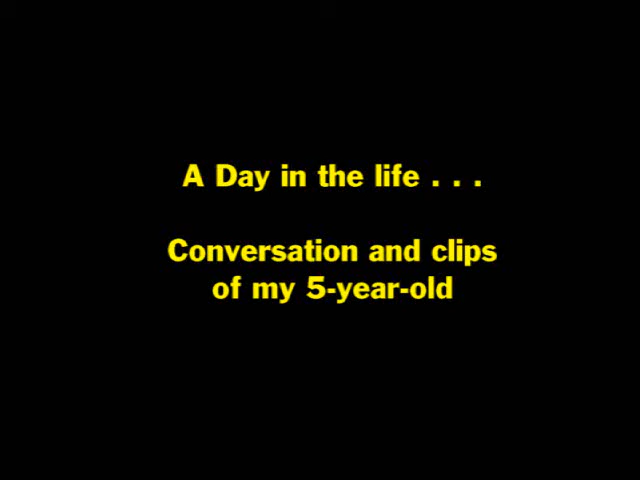 A Day in the life . . .
Conversation and clips
of my 5-year-old